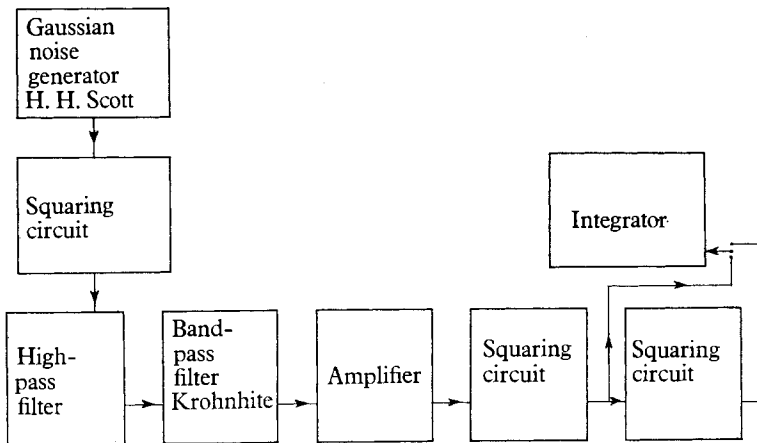 Gaussian
noise
generator
H. H. Scott
Squaring
circuit
Integrator
High-
pass
filter
Band-
pass
filter
Krohnhite
Amplifier
Squaring
circuit
Squaring
circuit